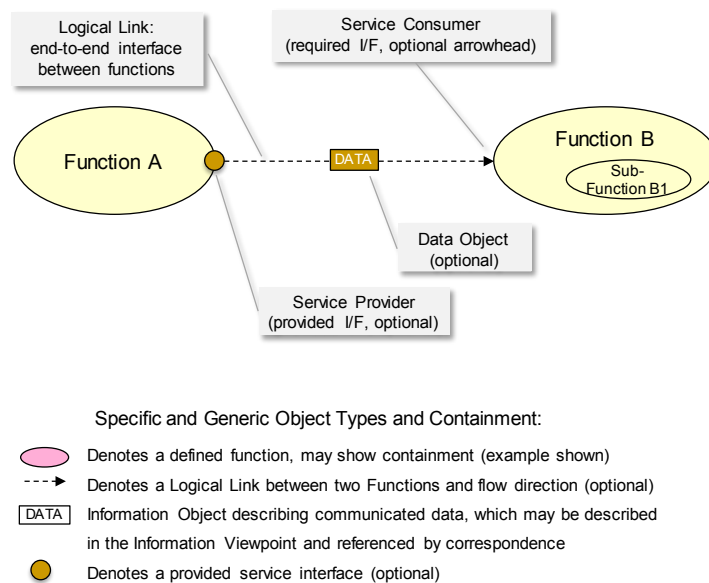 Logical Link:
end-to-end interface
between functions
Service Consumer
(required I/F, optional arrowhead)
Function A
DATA
Function B
Sub-
Function B1
Data Object
(optional)
Service Provider
(provided I/F, optional)
Specific and Generic Object Types and Containment:
Denotes a defined function, may show containment (example shown)
Denotes a Logical Link between two Functions and flow direction (optional)
DATA Information Object describing communicated data, which may be described
in the Information Viewpoint and referenced by correspondence
Denotes a provided service interface (optional)